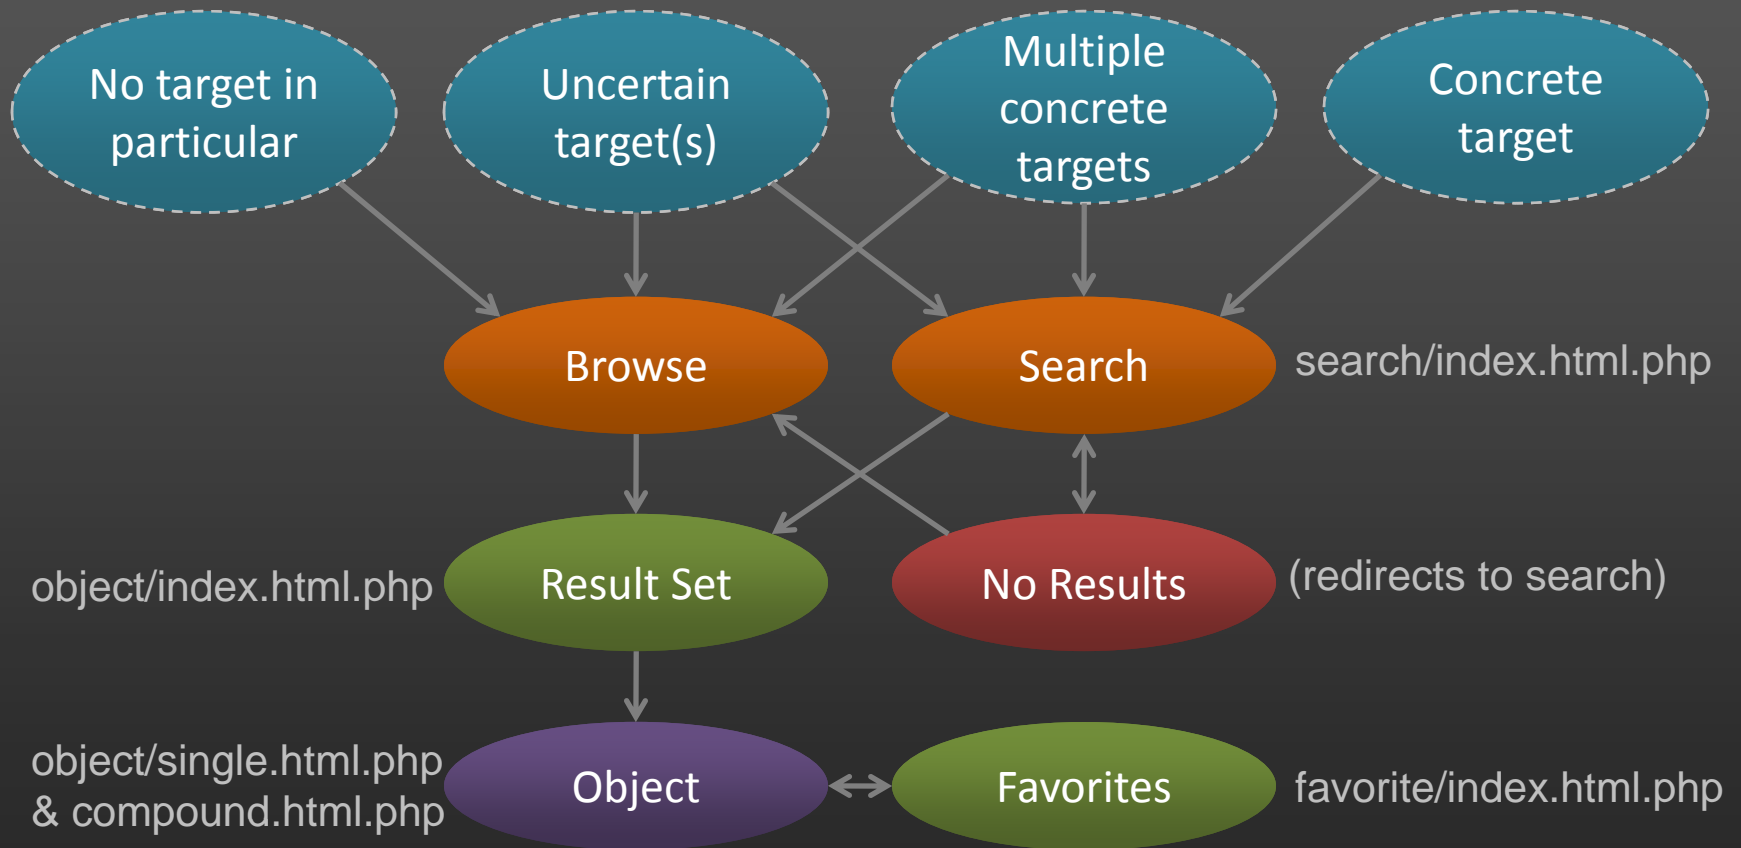 No target in
particular
Uncertain
target(s)
Multiple
concrete
targets
Concrete
target
Browse
Search
search/index.html.php
object/index.html.php
Result Set
No Results
(redirects to search)
object/single.html.php
& compound.html.php
Object
Favorites
favorite/index.html.php